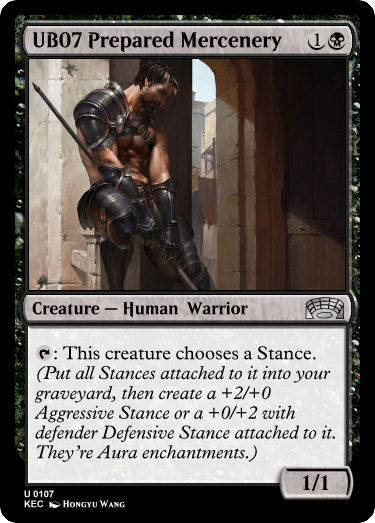 UB07 Prepared Mercenery 1
Creature — Human Warrior
: This creature chooses a Stance.
(Put all Stances attached to it into your
graveyard, then create a +2/+0
Aggressive Stance or a +0/+2 with
defender Defensive Stance attached to it.
They're Aura enchantments.)
1/1
U 0107
KEC HONGYU WANG